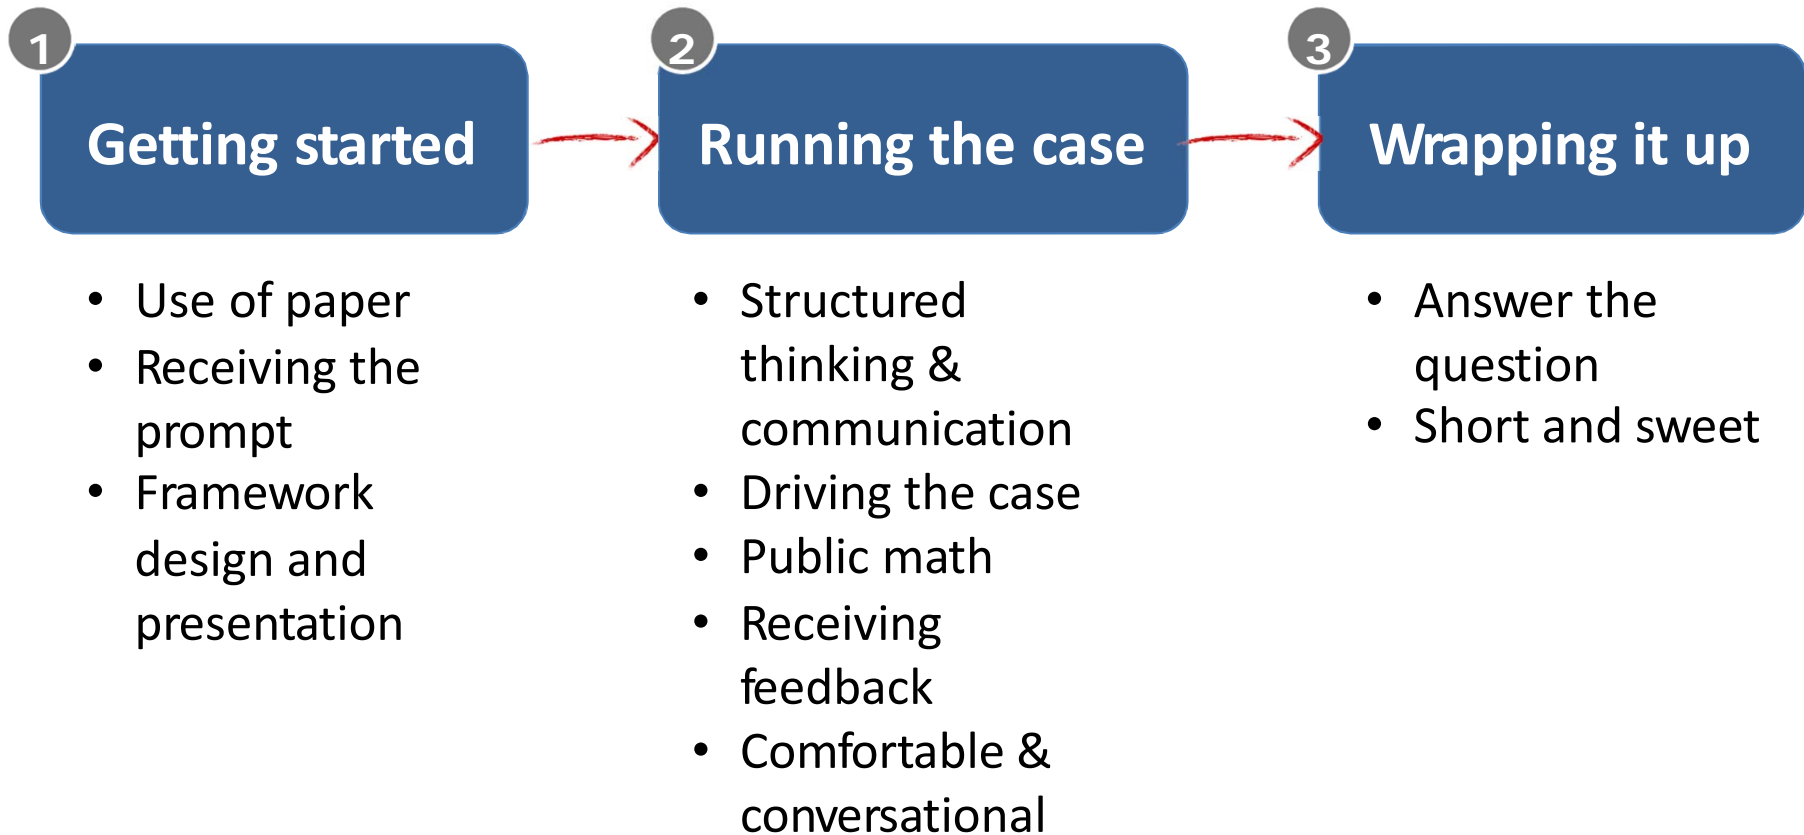 1
Getting started
• Use of paper
• Receiving the
prompt
• Framework
design and
presentation
2
Running the case
• Structured
thinking &
communication
• Driving the case
• Public math
• Receiving
feedback
• Comfortable &
conversational
3
Wrapping it up
• Answer the
question
• Short and sweet